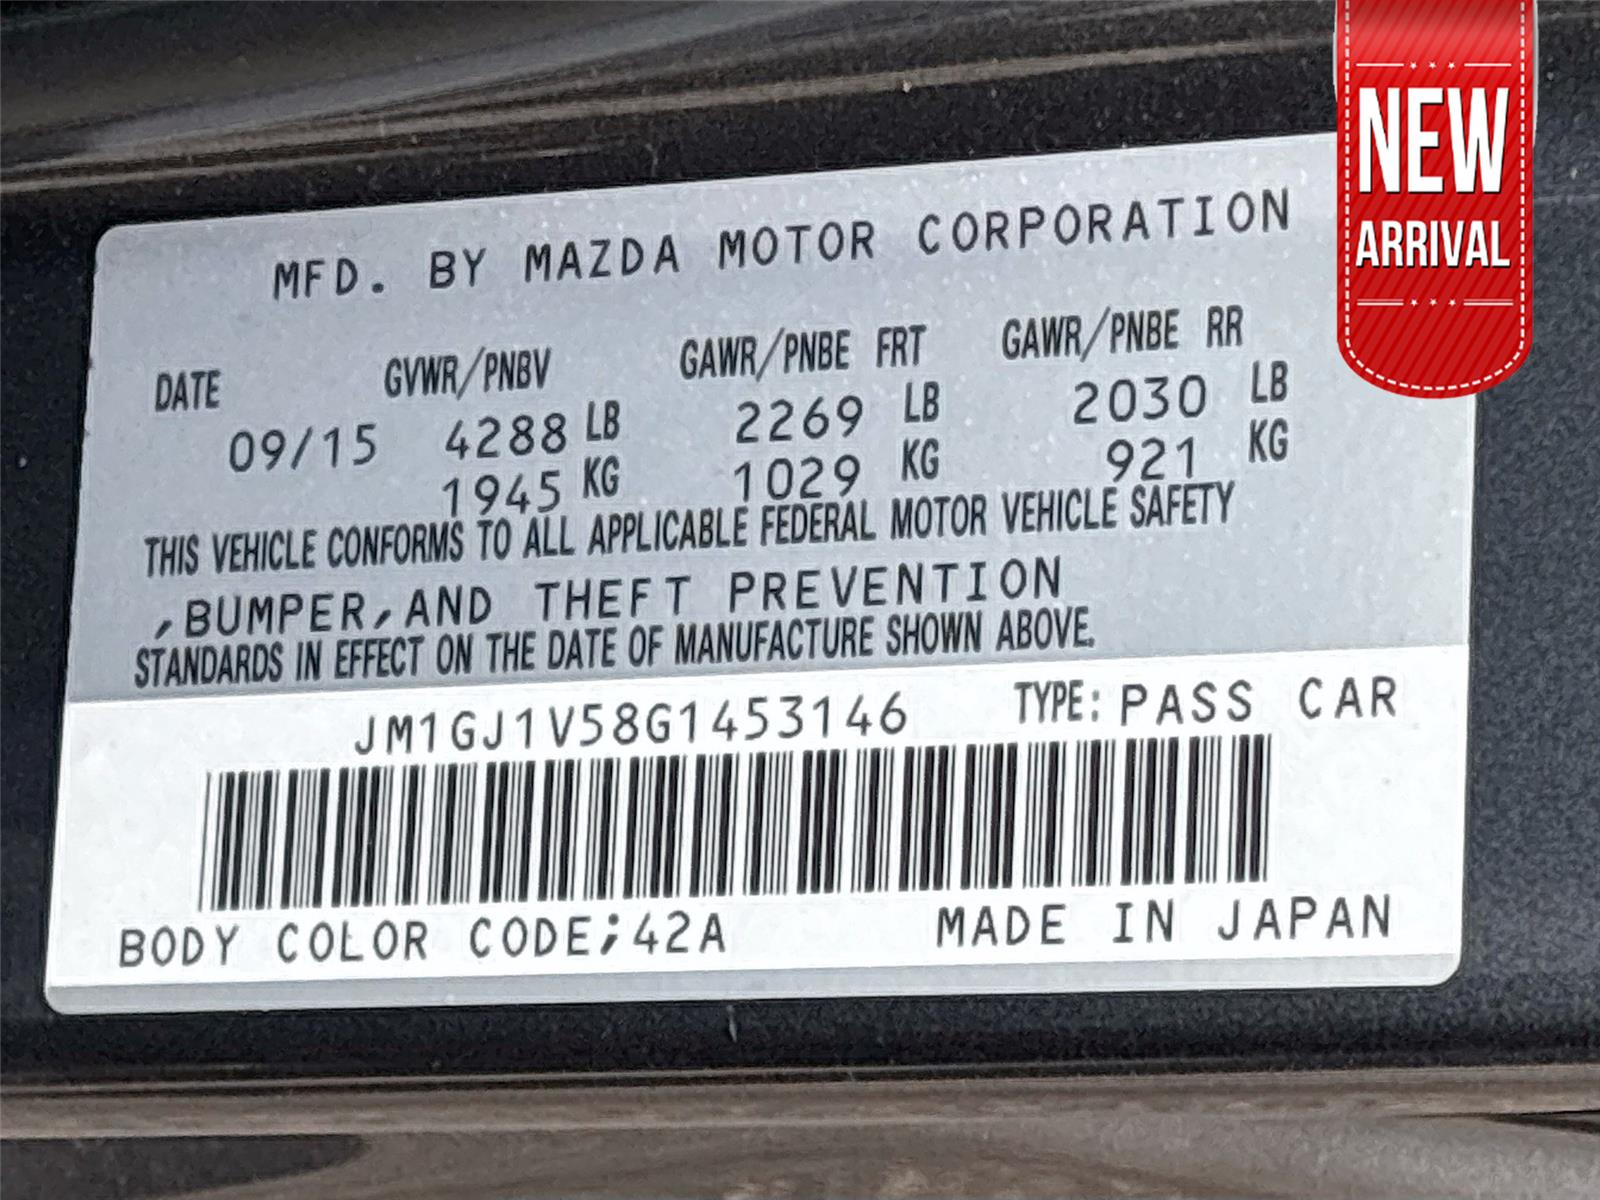 NEW
ARRIVAL
MFD. BY MAZDA MOTOR CORPORATION
DATE GVWR/PNBV GAWR/PNBE FRT GAWR/PNBE RR
09/15 4288 LB 2269 LB 2030 LB
1945 KG 1029 KG 921 KG
THIS VEHICLE CONFORMS TO ALL APPLICABLE FEDERAL MOTOR VEHICLE SAFETY
,BUMPER,AND THEFT PREVENTION
STANDARDS IN EFFECT ON THE DATE OF MANUFACTURE SHOWN ABOVE.
JM1GJ1V58G1453146 TYPE: PASS CAR
BODY COLOR CODE;42A MADE IN JAPAN